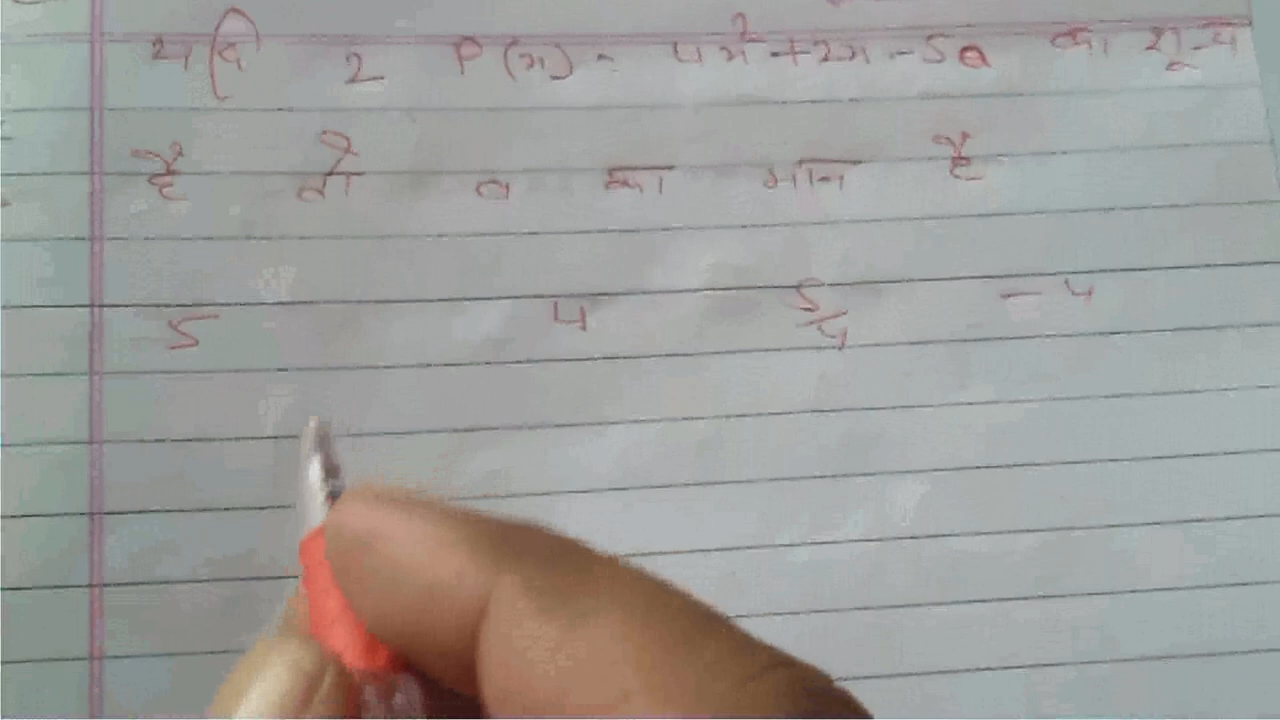 यदि 2 P(x) = 4x² + 2x - 5a का शून्य
है तो a का मान है
5 4 5/4 -4